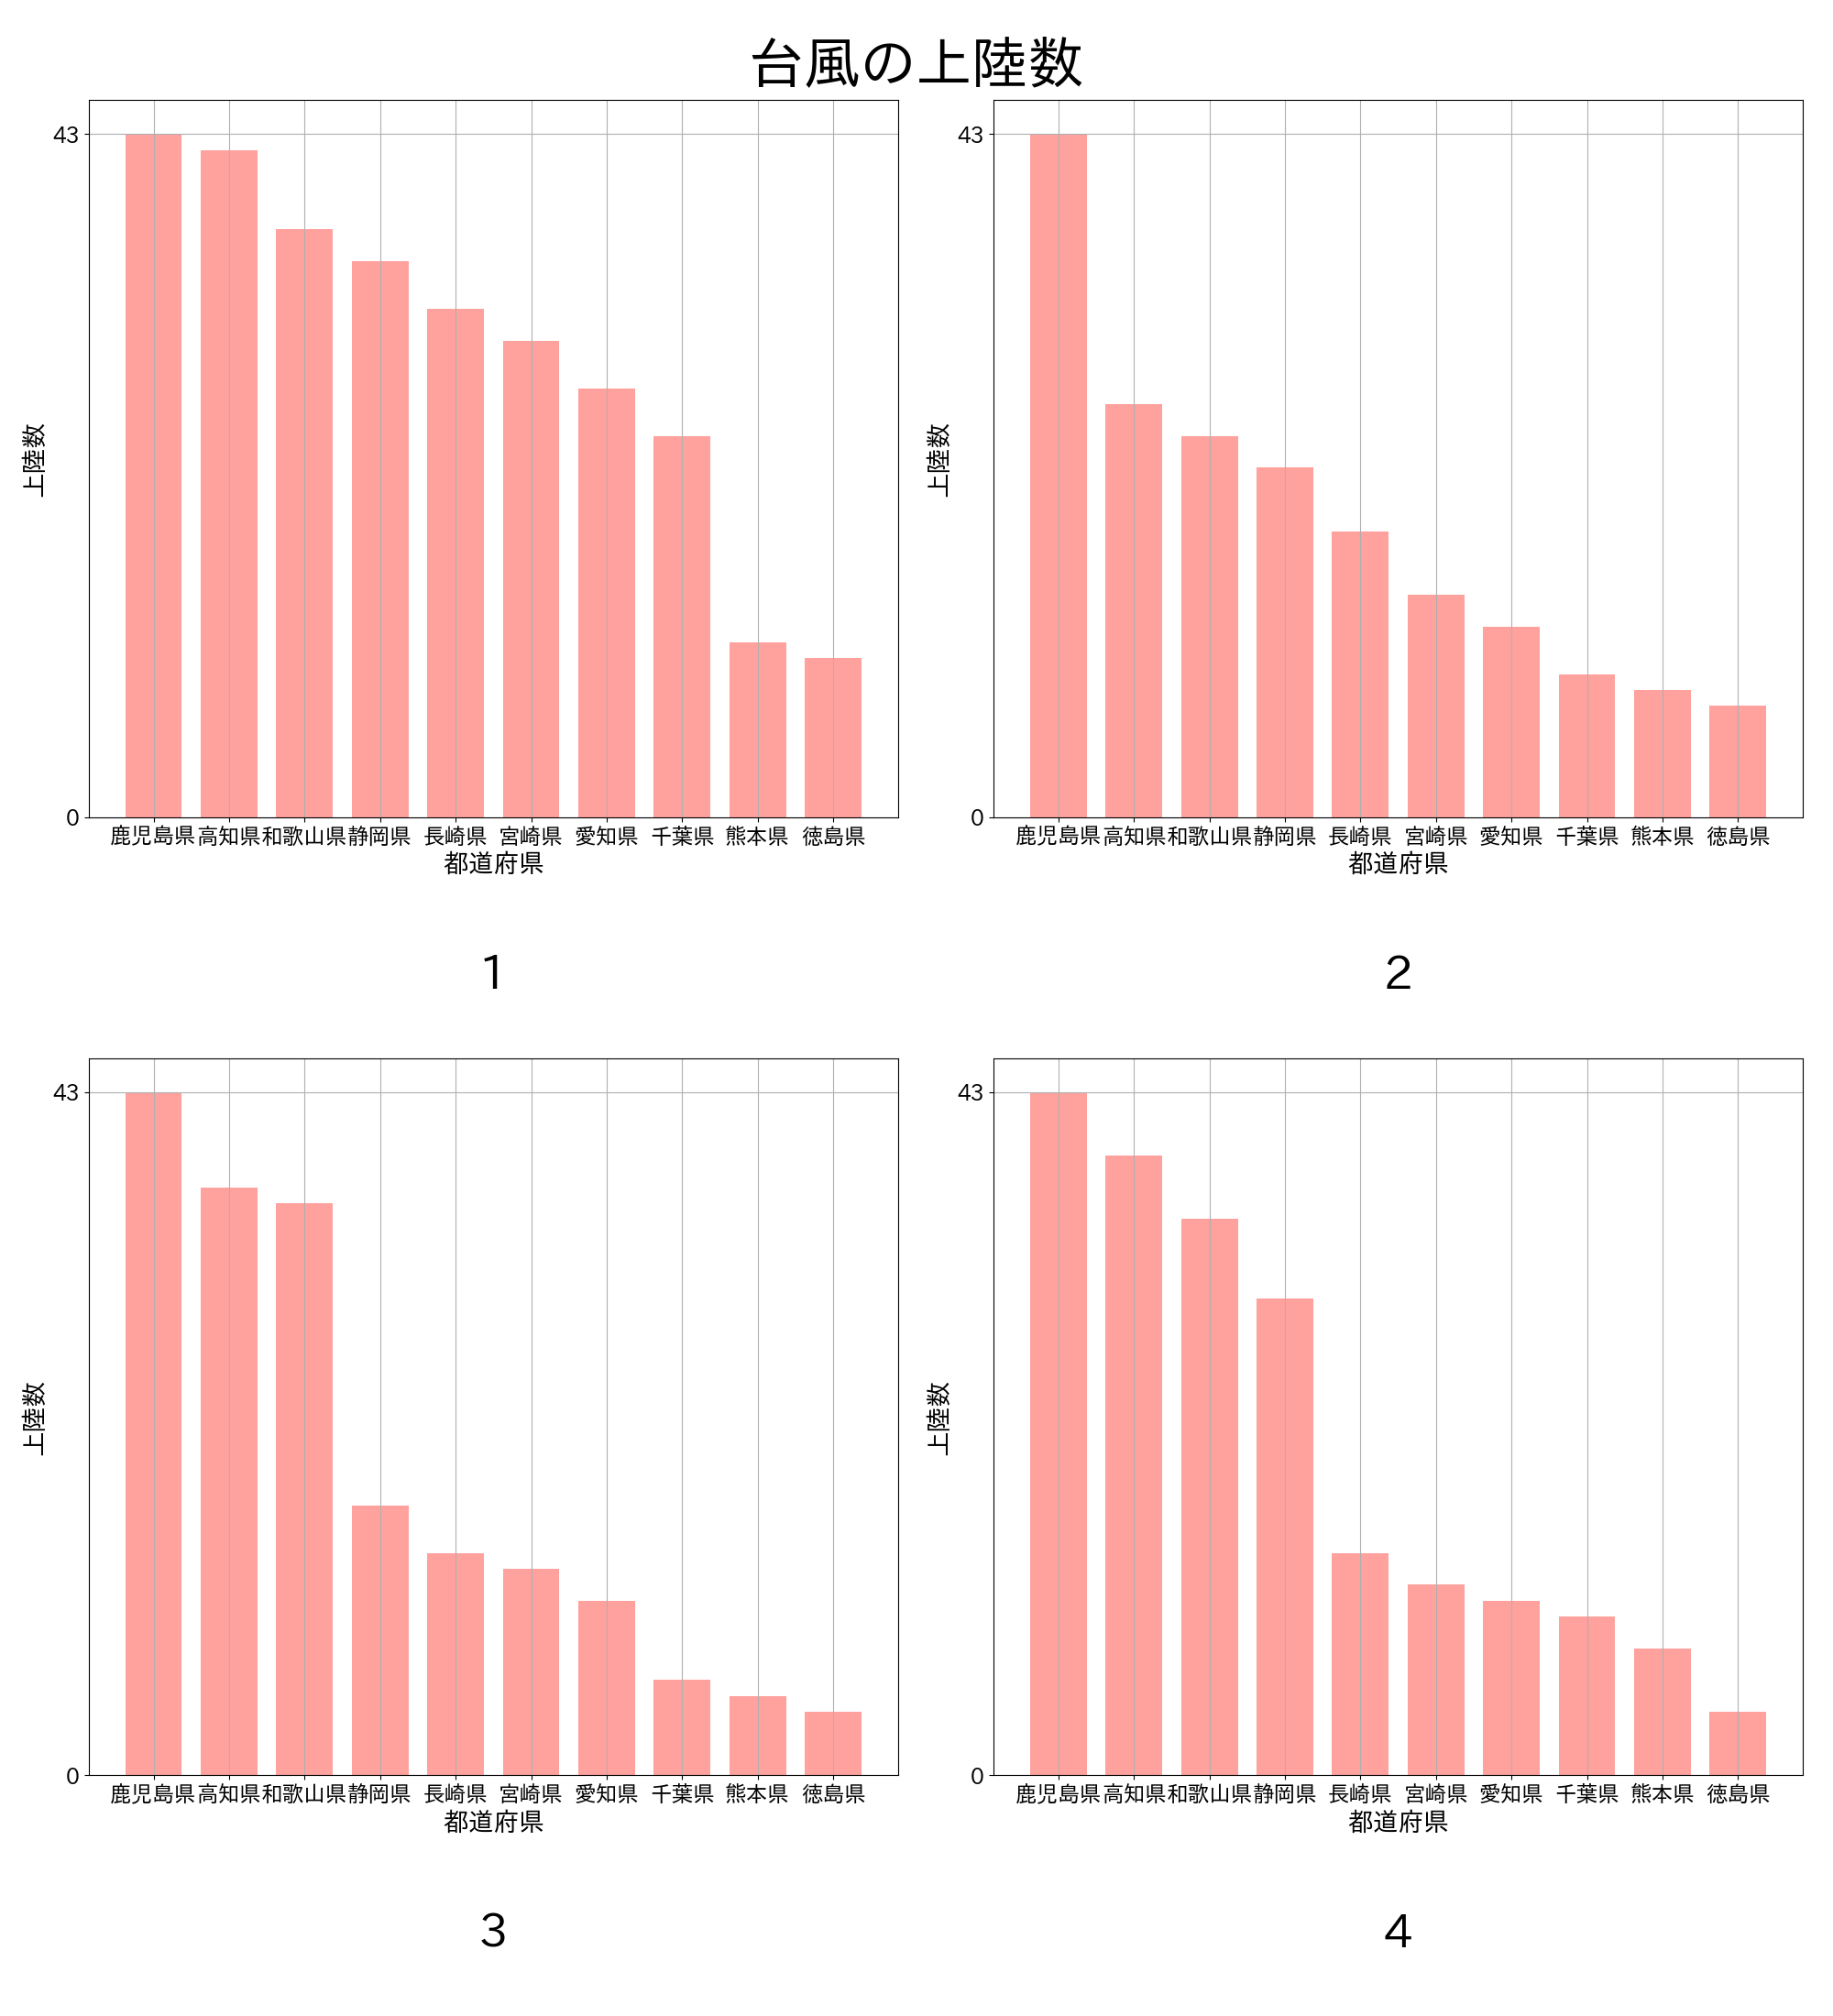 台風の上陸数
43
0
上陸数
鹿児島県 高知県 和歌山県 静岡県 長崎県 宮崎県 愛知県 千葉県 熊本県 徳島県
都道府県
1
43
0
上陸数
鹿児島県 高知県 和歌山県 静岡県 長崎県 宮崎県 愛知県 千葉県 熊本県 徳島県
都道府県
2
43
0
上陸数
鹿児島県 高知県 和歌山県 静岡県 長崎県 宮崎県 愛知県 千葉県 熊本県 徳島県
都道府県
3
43
0
上陸数
鹿児島県 高知県 和歌山県 静岡県 長崎県 宮崎県 愛知県 千葉県 熊本県 徳島県
都道府県
4